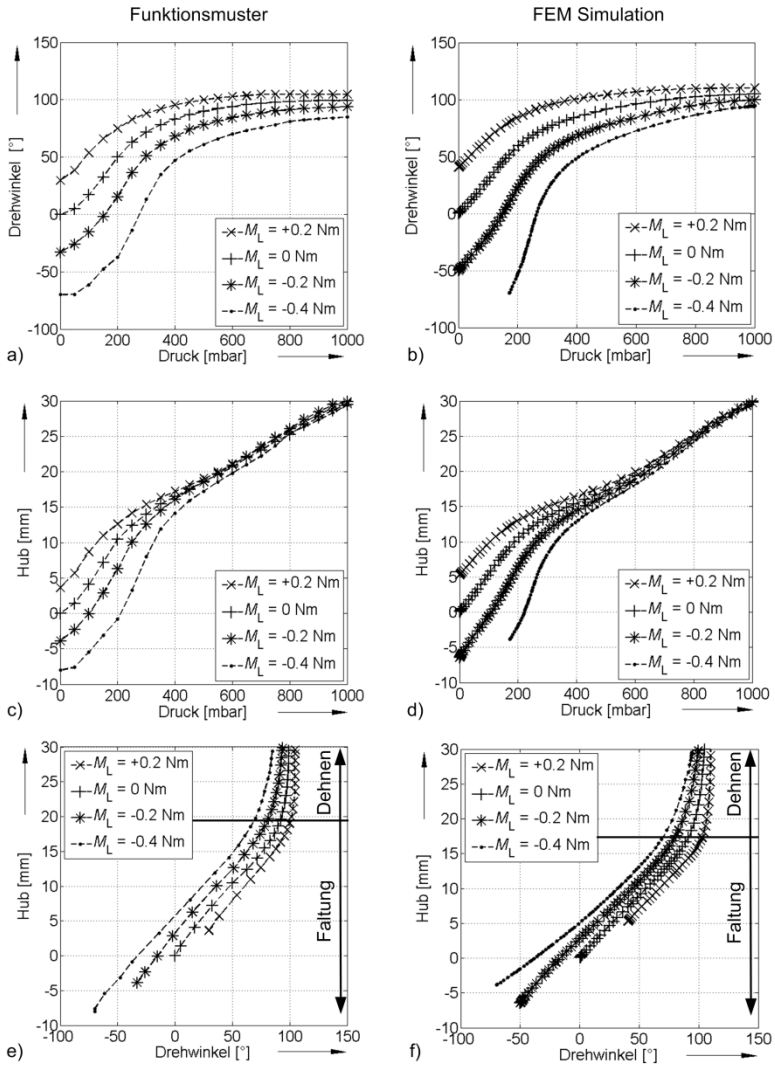 Funktionsmuster
FEM Simulation
Drehwinkel [°]
150
100
50
0
-50
-100
0 200 400 600 800 1000
M_L = +0.2 Nm
M_L = 0 Nm
M_L = -0.2 Nm
M_L = -0.4 Nm
a)
Druck [mbar]
Drehwinkel [°]
150
100
50
0
-50
-100
0 200 400 600 800 1000
M_L = +0.2 Nm
M_L = 0 Nm
M_L = -0.2 Nm
M_L = -0.4 Nm
b)
Druck [mbar]
Hub [mm]
30
25
20
15
10
5
0
-5
-10
0 200 400 600 800 1000
M_L = +0.2 Nm
M_L = 0 Nm
M_L = -0.2 Nm
M_L = -0.4 Nm
c)
Druck [mbar]
Hub [mm]
30
25
20
15
10
5
0
-5
-10
0 200 400 600 800 1000
M_L = +0.2 Nm
M_L = 0 Nm
M_L = -0.2 Nm
M_L = -0.4 Nm
d)
Druck [mbar]
Hub [mm]
30
25
20
15
10
5
0
-5
-10
-100 -50 0 50 100 150
M_L = +0.2 Nm
M_L = 0 Nm
M_L = -0.2 Nm
M_L = -0.4 Nm
Dehnen
Faltung
e)
Drehwinkel [°]
Hub [mm]
30
25
20
15
10
5
0
-5
-10
-100 -50 0 50 100 150
M_L = +0.2 Nm
M_L = 0 Nm
M_L = -0.2 Nm
M_L = -0.4 Nm
Dehnen
Faltung
f)
Drehwinkel [°]